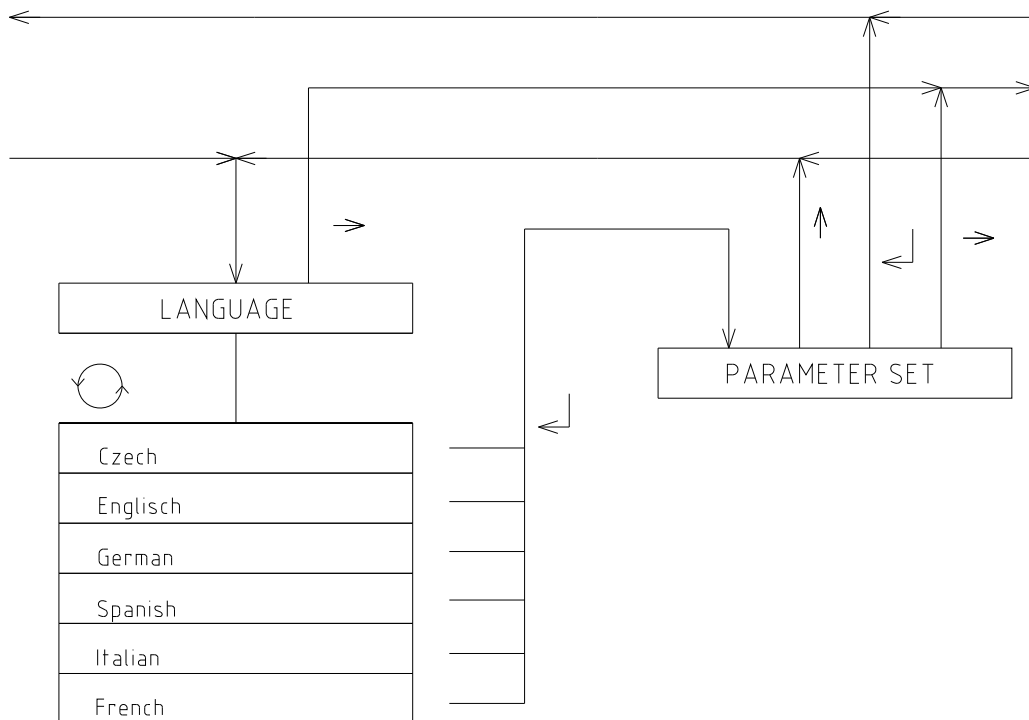 LANGUAGE
PARAMETER SET
Czech
Englisch
German
Spanish
Italian
French